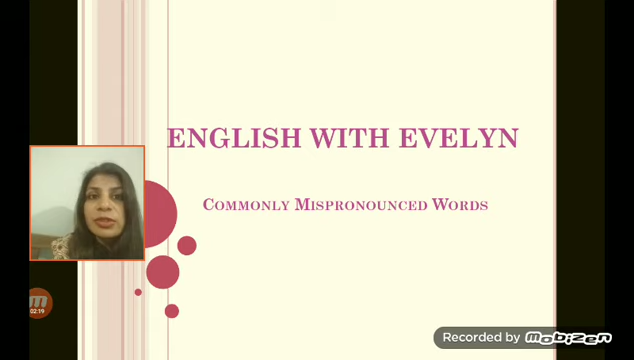 ENGLISH WITH EVELYN
COMMONLY MISPRONOUNCED WORDS
02:19
Recorded by mobizen